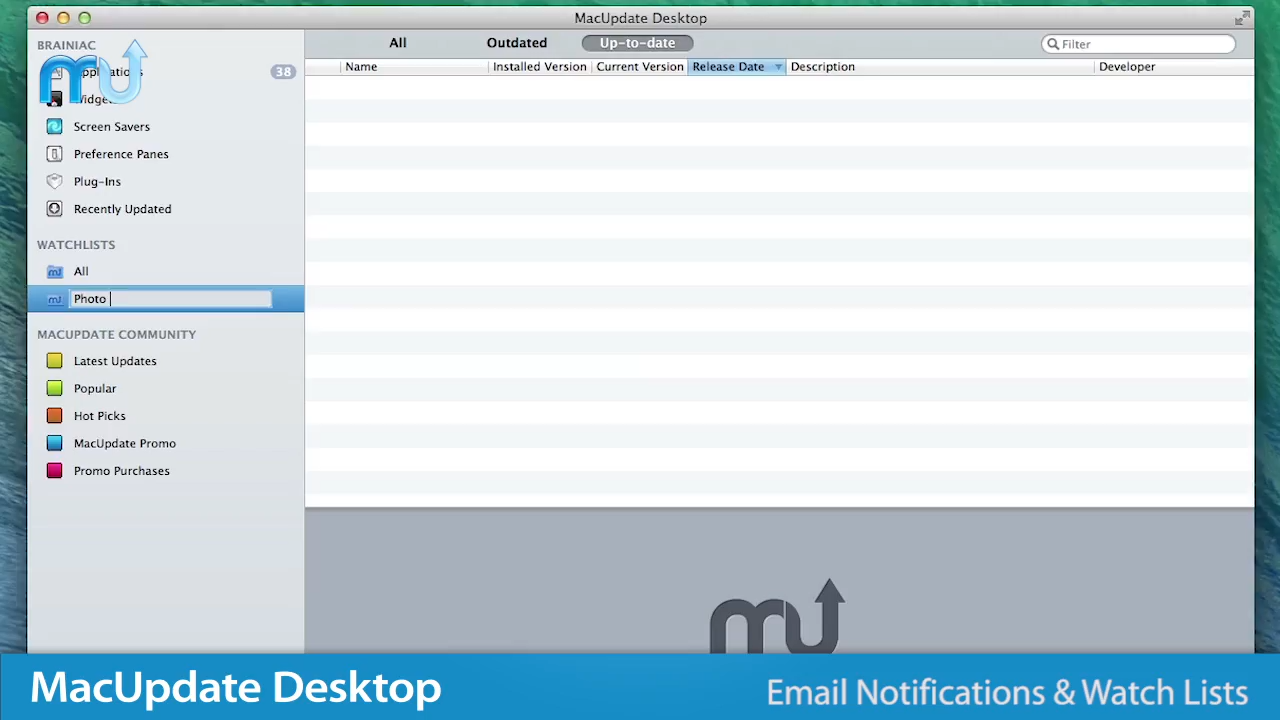 MacUpdate Desktop
BRAINIAC
Applications 38
Widgets
Screen Savers
Preference Panes
Plug-Ins
Recently Updated
WATCHLISTS
All
Photo
MACUPDATE COMMUNITY
Latest Updates
Popular
Hot Picks
MacUpdate Promo
Promo Purchases
All Outdated Up-to-date Filter
Name Installed Version Current Version Release Date Description Developer
MacUpdate Desktop
Email Notifications & Watch Lists